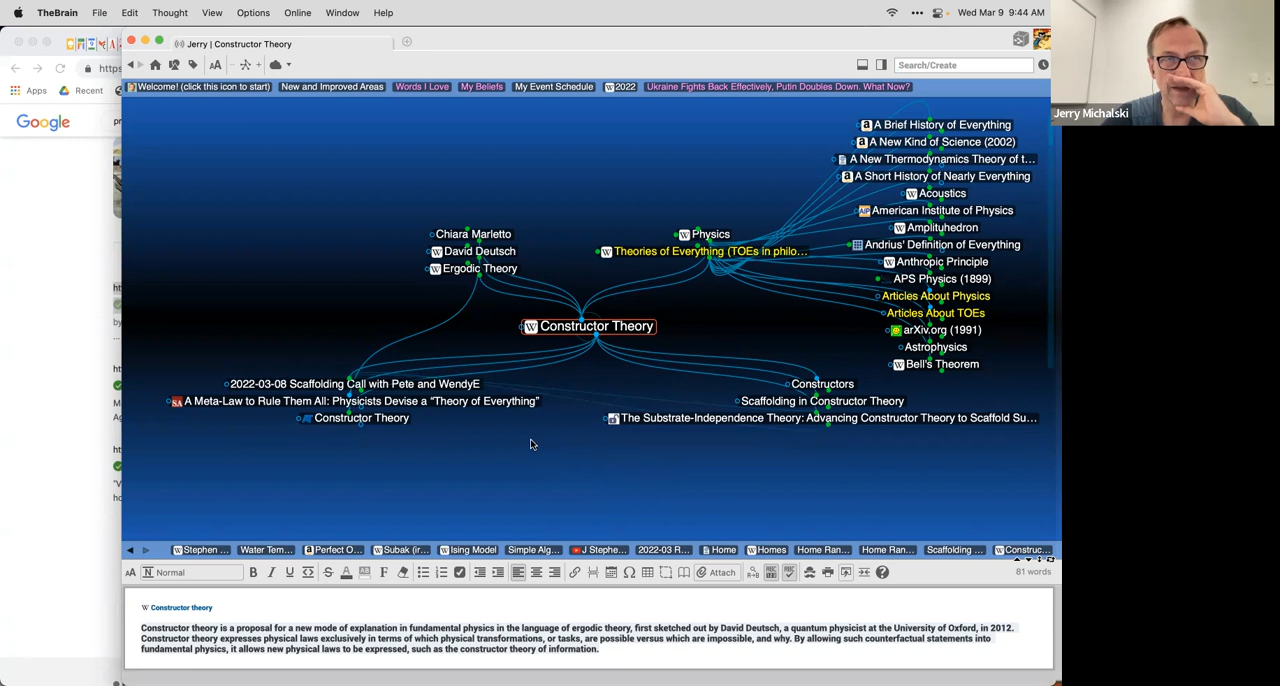 TheBrain File Edit Thought View Options Online Window Help
Wed Mar 9 9:44 AM
Jerry | Constructor Theory
https
AA
Search/Create
Apps Recent
Welcome! (click this icon to start) New and Improved Areas Words I Love My Beliefs My Event Schedule 2022 Ukraine Fights Back Effectively, Putin Doubles Down. What Now?
Jerry Michalski
Google
A Brief History of Everything
A New Kind of Science (2002)
A New Thermodynamics Theory of t...
A Short History of Nearly Everything
Acoustics
American Institute of Physics
Amplituhedron
Andrius' Definition of Everything
Anthropic Principle
APS Physics (1899)
Articles About Physics
Articles About TOEs
arXiv.org (1991)
Astrophysics
Bell's Theorem
Chiara Marletto
David Deutsch
Ergodic Theory
Physics
Theories of Everything (TOEs in philo...
Constructor Theory
2022-03-08 Scaffolding Call with Pete and WendyE
A Meta-Law to Rule Them All: Physicists Devise a “Theory of Everything”
Constructor Theory
Constructors
Scaffolding in Constructor Theory
The Substrate-Independence Theory: Advancing Constructor Theory to Scaffold Su...
Stephen ... Water Tem... Perfect O... Subak (ir... Ising Model Simple Alg... J Stephe... 2022-03 R... Home Homes Home Ran... Home Ran... Scaffolding ... Construc...
Normal
B I U S
Attach
81 words
Constructor theory
Constructor theory is a proposal for a new mode of explanation in fundamental physics in the language of ergodic theory, first sketched out by David Deutsch, a quantum physicist at the University of Oxford, in 2012.
Constructor theory expresses physical laws exclusively in terms of which physical transformations, or tasks, are possible versus which are impossible, and why. By allowing such counterfactual statements into
fundamental physics, it allows new physical laws to be expressed, such as the constructor theory of information.